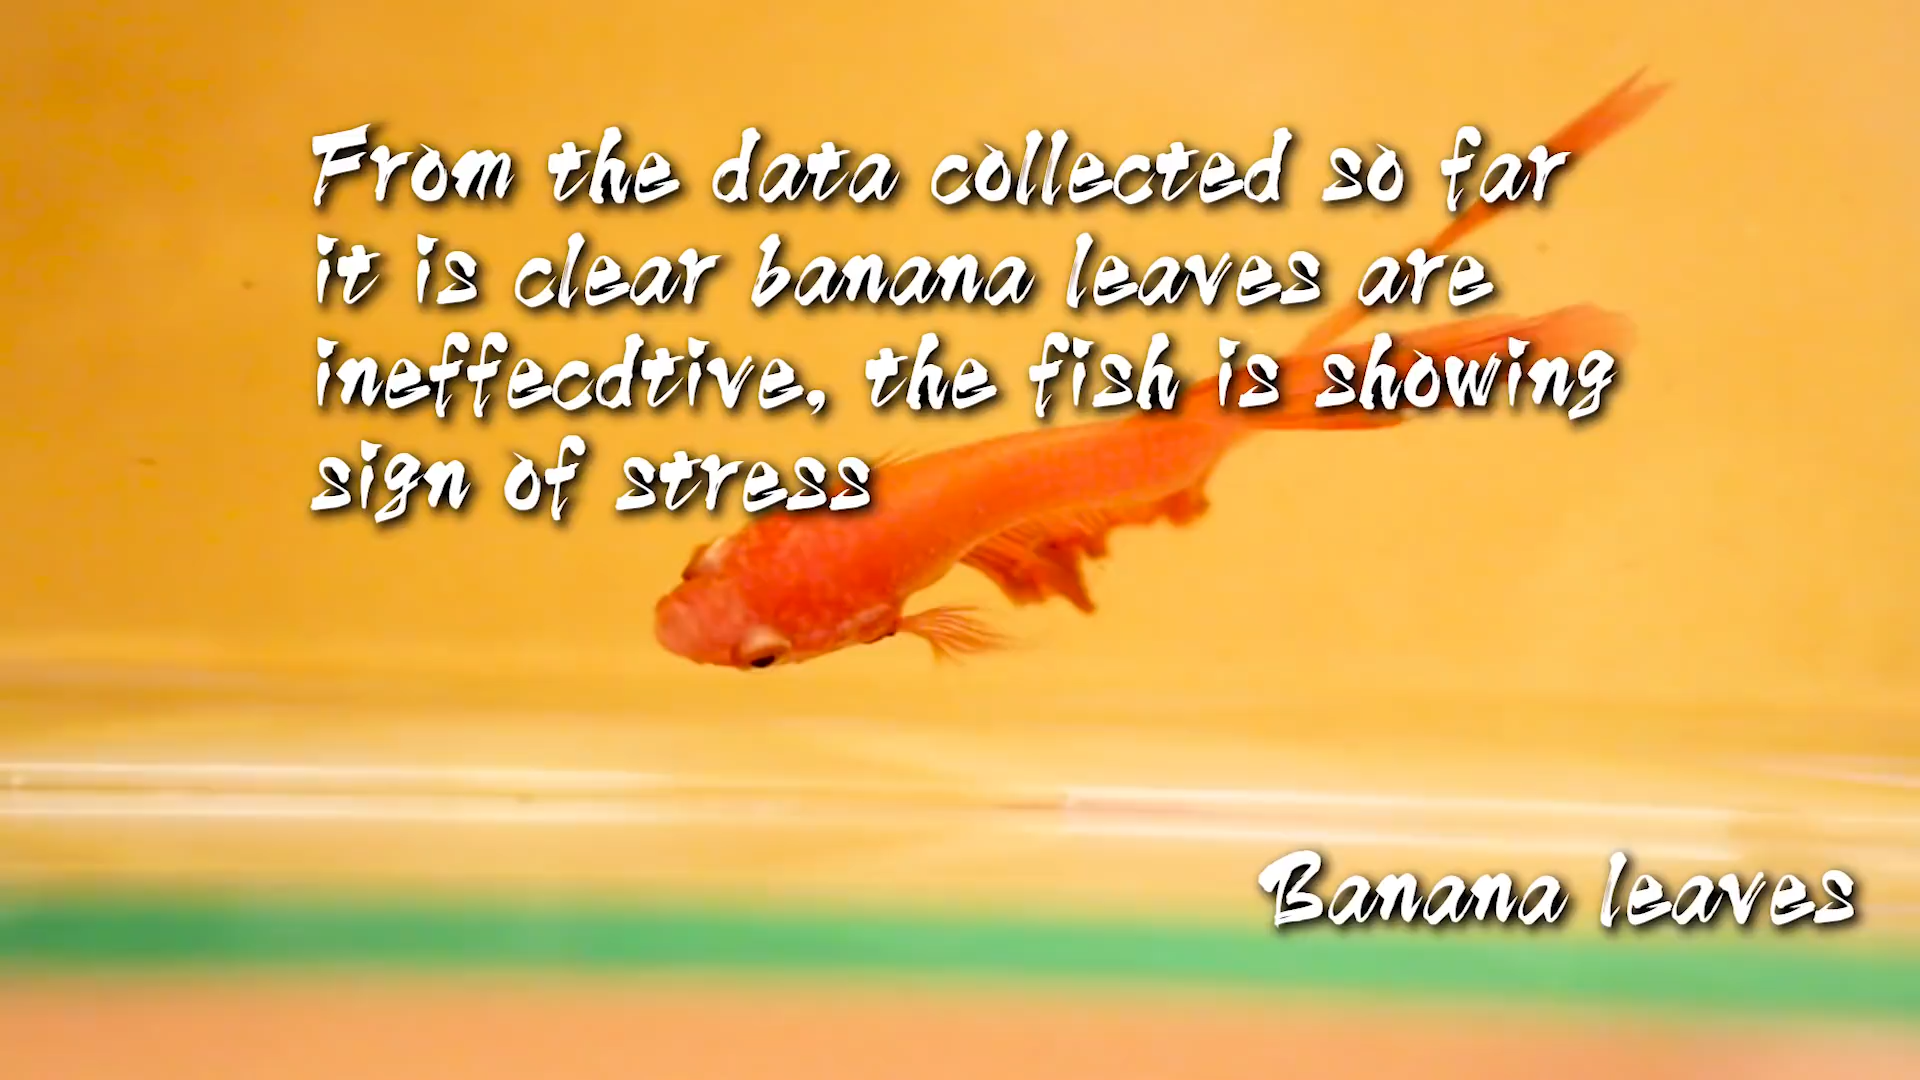 From the data collected so far
it is clear banana leaves are
ineffecdtive, the fish is showing
sign of stress
Banana leaves